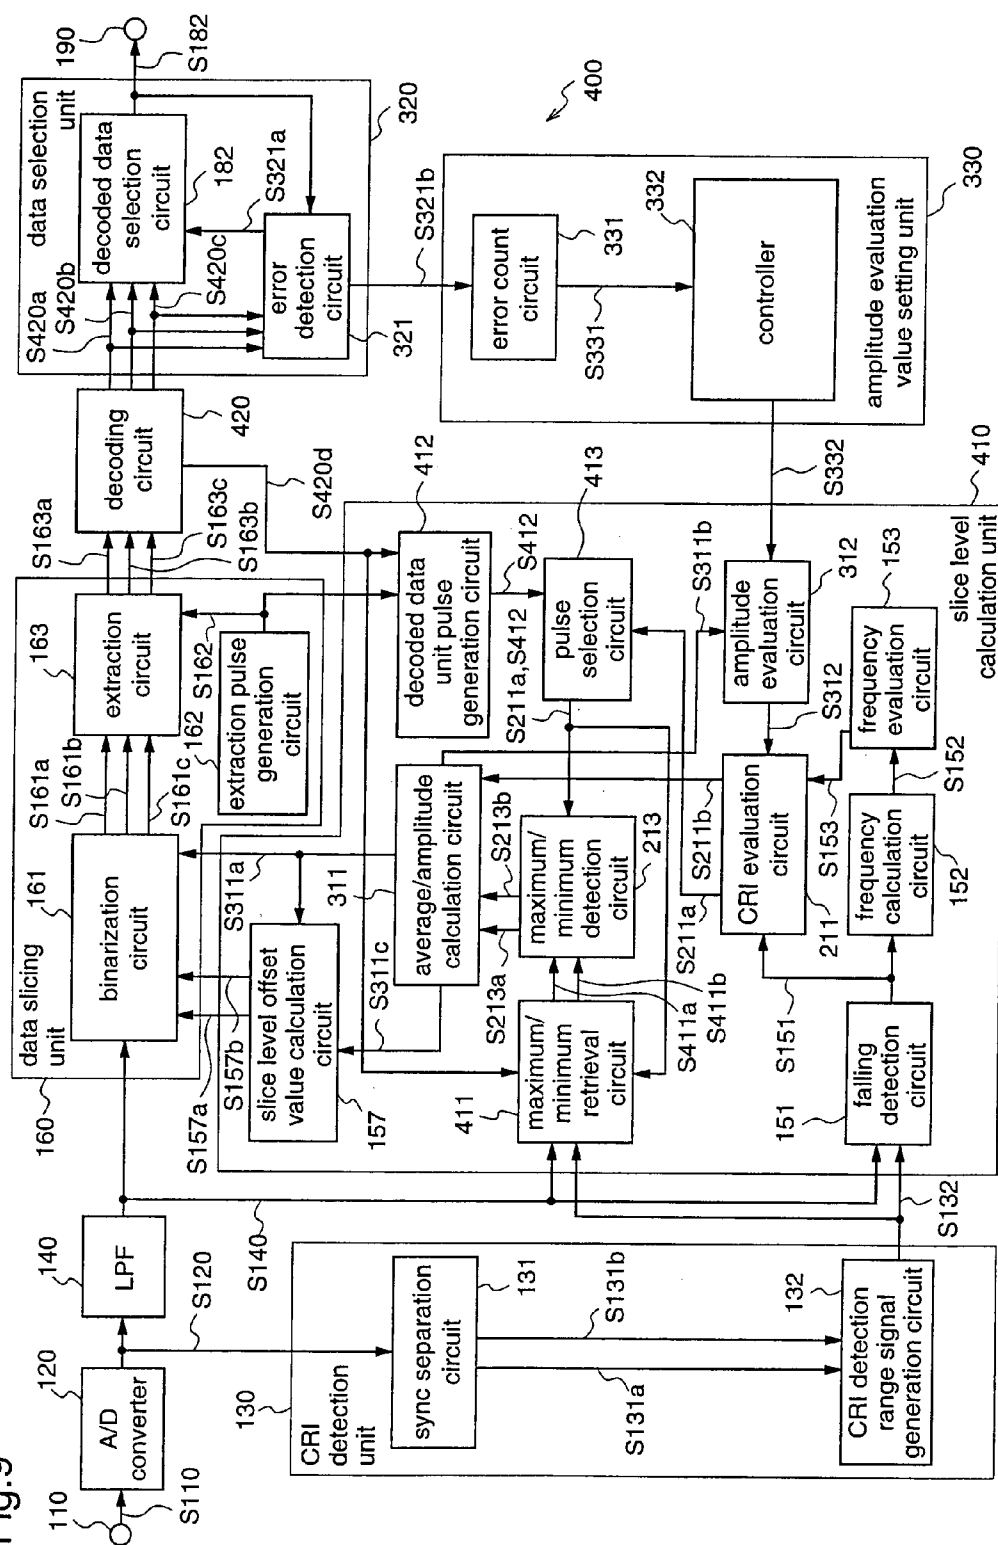 Fig.9
110
S110
120
A/D
converter
S120
140
LPF
S140
130
CRI
detection
unit
131
sync separation
circuit
S131a
S131b
132
CRI detection
range signal
generation circuit
S132
160
data slicing
unit
161
binarization
circuit
S161a
S161b
S161c
163
extraction
circuit
S162
162
extraction pulse
generation
circuit
S163a
S163c
S163b
decoding
circuit
420
S420d
S420a
S420b
S420c
data selection
unit
decoded data
selection
circuit
182
S321a
error
detection
circuit
321
320
190
S182
400
S321b
error count
circuit
331
S331
332
controller
amplitude evaluation
value setting unit
330
S332
S157a
S157b
slice level offset
value calculation
circuit
157
S311a
S311c
311
average/amplitude
calculation circuit
S311b
S213a
S213b
maximum/
minimum
detection
circuit
213
411
maximum/
minimum
retrieval
circuit
S411a
S411b
412
decoded data
unit pulse
generation circuit
S412
413
pulse
selection
circuit
S211a,S412
S211a
S211b
CRI evaluation
circuit
211
S153
S312
amplitude
evaluation
circuit
312
153
frequency
evaluation
circuit
S152
frequency
calculation
circuit
152
S151
151
falling
detection
circuit
410
slice level
calculation unit